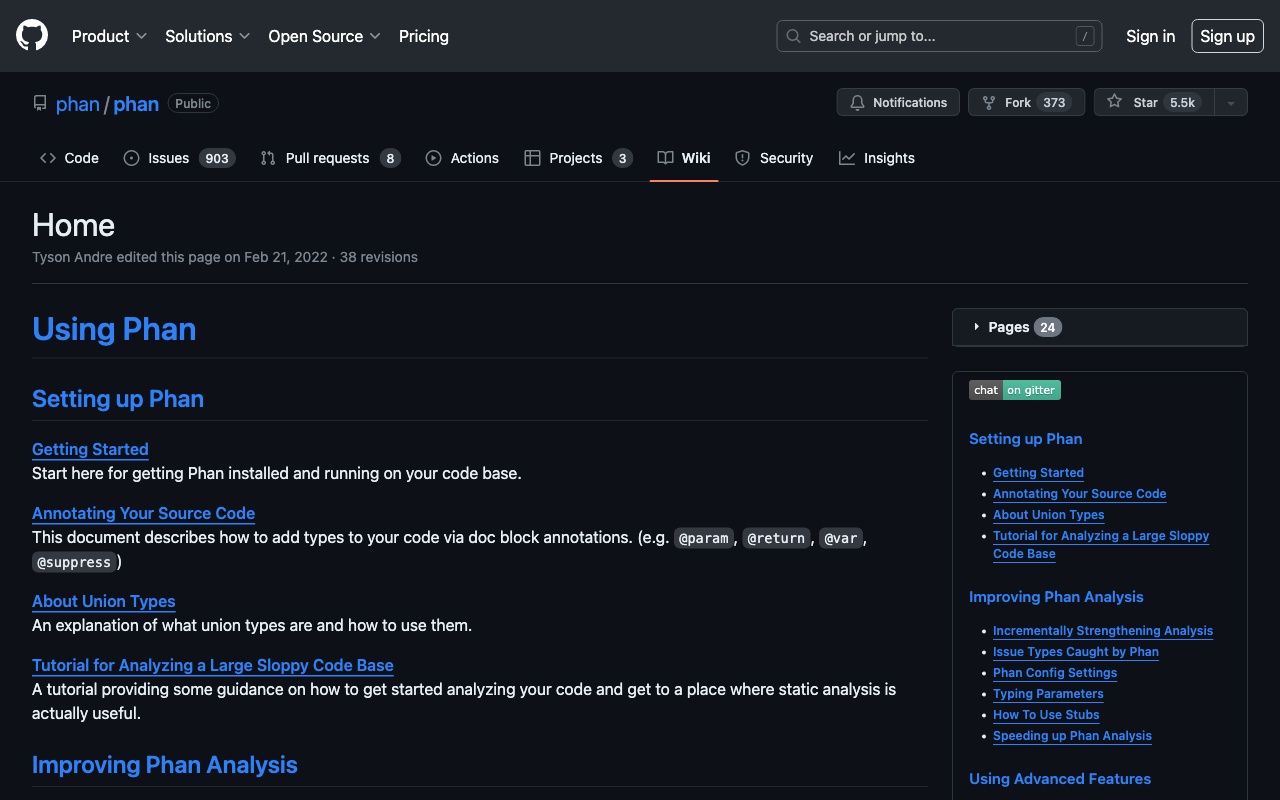 Product Solutions Open Source Pricing Search or jump to... / Sign in Sign up
phan / phan Public Notifications Fork 373 Star 5.5k
Code Issues 903 Pull requests 8 Actions Projects 3 Wiki Security Insights
Home
Tyson Andre edited this page on Feb 21, 2022 · 38 revisions
Using Phan
Setting up Phan
Getting Started
Start here for getting Phan installed and running on your code base.
Annotating Your Source Code
This document describes how to add types to your code via doc block annotations. (e.g. @param, @return, @var,
@suppress)
About Union Types
An explanation of what union types are and how to use them.
Tutorial for Analyzing a Large Sloppy Code Base
A tutorial providing some guidance on how to get started analyzing your code and get to a place where static analysis is
actually useful.
Improving Phan Analysis
Pages 24
chat on gitter
Setting up Phan
Getting Started
Annotating Your Source Code
About Union Types
Tutorial for Analyzing a Large Sloppy
Code Base
Improving Phan Analysis
Incrementally Strengthening Analysis
Issue Types Caught by Phan
Phan Config Settings
Typing Parameters
How To Use Stubs
Speeding up Phan Analysis
Using Advanced Features